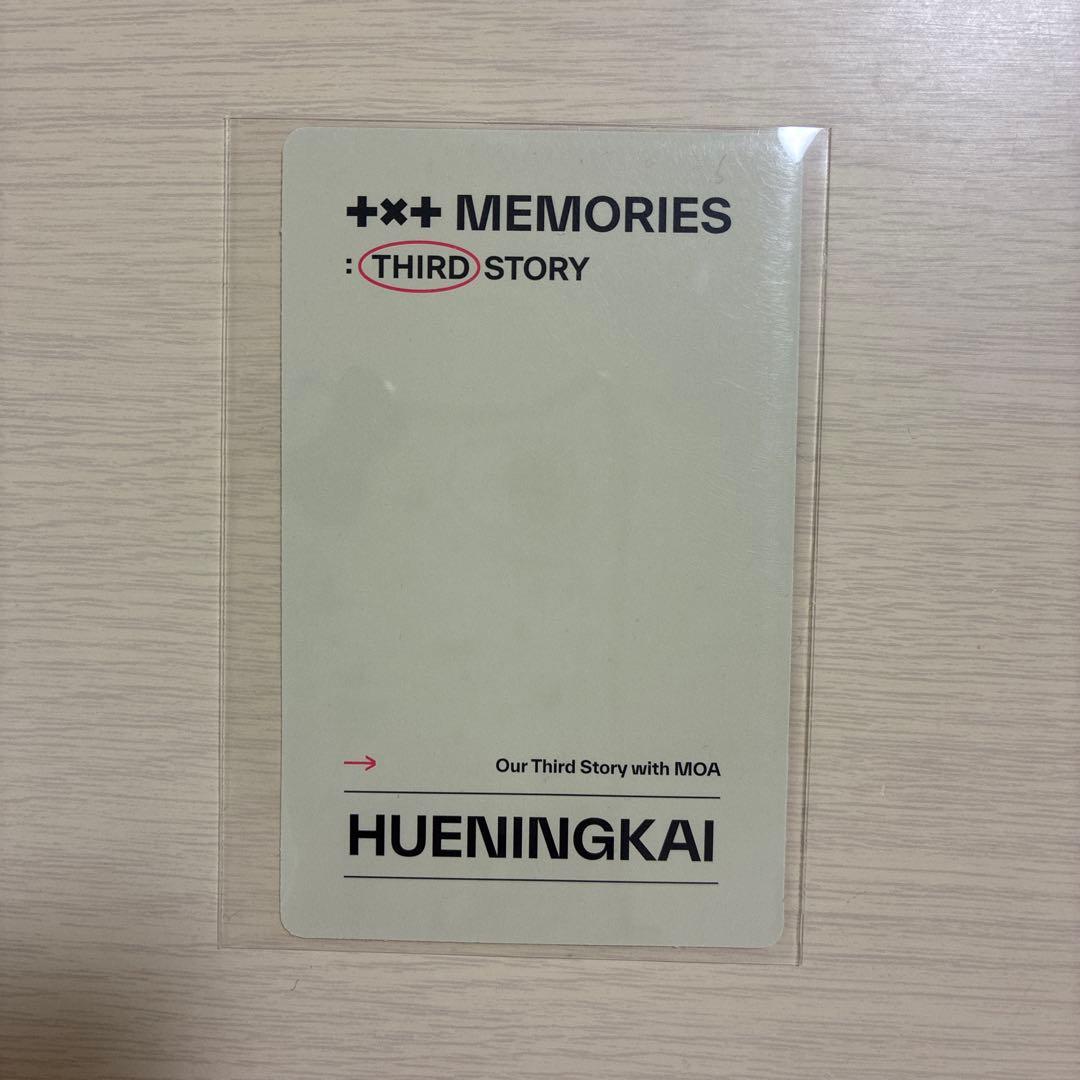 +×+ MEMORIES
: THIRD STORY
→ Our Third Story with MOA
HUENINGKAI